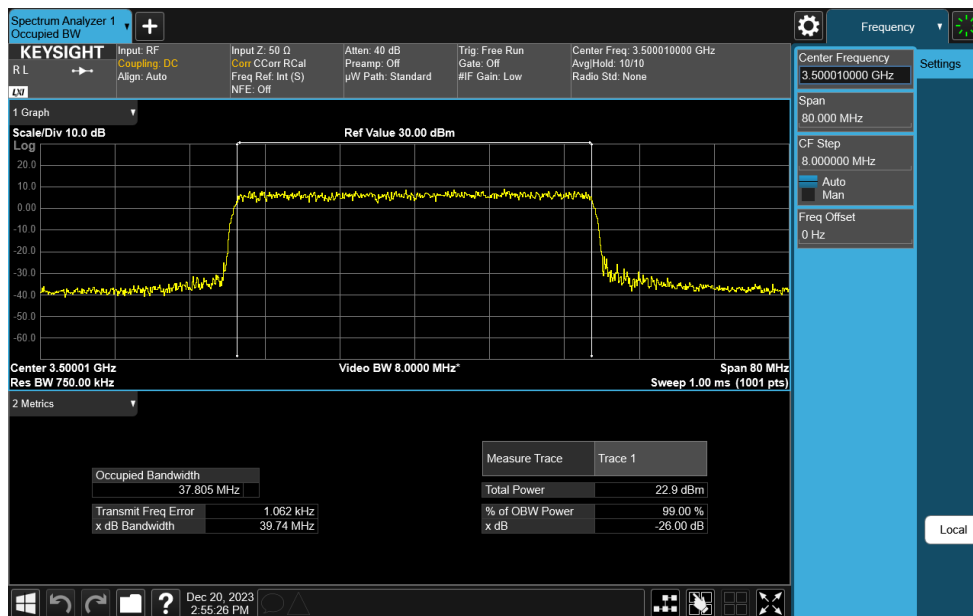 Spectrum Analyzer 1
Occupied BW
+
Frequency
KEYSIGHT
R L
LXI
Input: RF
Coupling: DC
Align: Auto
Input Z: 50 Ω
Corr CCorr RCal
Freq Ref: Int (S)
NFE: Off
Atten: 40 dB
Preamp: Off
µW Path: Standard
Trig: Free Run
Gate: Off
#IF Gain: Low
Center Freq: 3.500010000 GHz
Avg|Hold: 10/10
Radio Std: None
Center Frequency
3.500010000 GHz
Settings
Span
80.000 MHz
CF Step
8.000000 MHz
Auto
Man
Freq Offset
0 Hz
1 Graph
Scale/Div 10.0 dB
Ref Value 30.00 dBm
Log
20.0
10.0
0.00
-10.0
-20.0
-30.0
-40.0
-50.0
-60.0
Center 3.50001 GHz
Video BW 8.0000 MHz*
Span 80 MHz
Res BW 750.00 kHz
Sweep 1.00 ms (1001 pts)
2 Metrics
Measure Trace
Trace 1
Occupied Bandwidth
37.805 MHz
Total Power
22.9 dBm
Transmit Freq Error
1.062 kHz
% of OBW Power
99.00 %
x dB Bandwidth
39.74 MHz
x dB
-26.00 dB
Local
?
Dec 20, 2023
2:55:26 PM